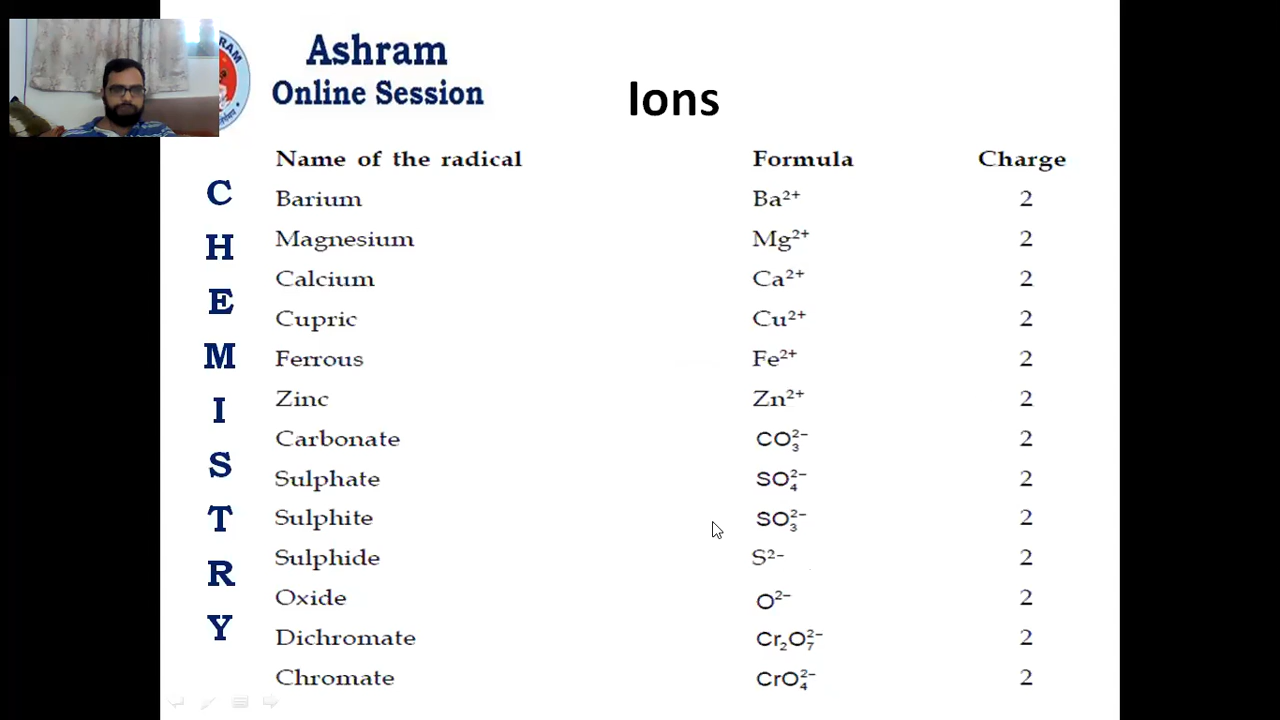 Ashram
Online Session
Ions
CHEMISTRY
Name of the radical Formula Charge
Barium Ba²⁺ 2
Magnesium Mg²⁺ 2
Calcium Ca²⁺ 2
Cupric Cu²⁺ 2
Ferrous Fe²⁺ 2
Zinc Zn²⁺ 2
Carbonate CO₃²⁻ 2
Sulphate SO₄²⁻ 2
Sulphite SO₃²⁻ 2
Sulphide S²⁻ 2
Oxide O²⁻ 2
Dichromate Cr₂O₇²⁻ 2
Chromate CrO₄²⁻ 2